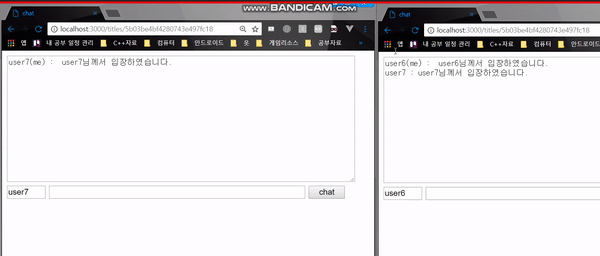 WWW.BANDICAM.COM
chat
localhost:3000/titles/5b03be4bf4280743e497fc18
앱 내 공부 일정 관리 C++자료 컴퓨터 안드로이드 옷 게임리소스 공부자료
user7(me) : user7님께서 입장하였습니다.
user7
chat
chat
localhost:3000/titles/5b03be4bf4280743e497fc18
앱 내 공부 일정 관리 C++자료 컴퓨터 안드로이드
user6(me) : user6님께서 입장하였습니다.
user7 : user7님께서 입장하였습니다.
user6